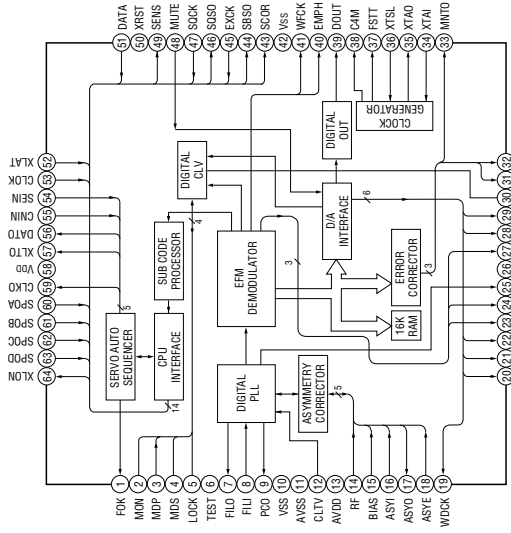 DATA
XRST
SENS
MUTE
SQCK
SQSO
EXCK
SBSO
SCOR
Vss
WFCK
EMPH
DOUT
C4M
FSTT
XTSL
XTAO
XTAI
MNTO
51
50
49
48
47
46
45
44
43
42
41
40
39
38
37
36
35
34
33
XLAT
CLOK
SEIN
CNIN
DATO
XLTO
VDD
CLKO
SPOA
SPOB
SPOC
SPOD
XLON
52
53
54
55
56
57
58
59
60
61
62
63
64
32
31
30
29
28
27
26
25
24
23
22
21
20
SERVO AUTO
SEQUENCER
5
CPU
INTERFACE
14
SUB CODE
PROCESSOR
DIGITAL
CLV
4
EFM
DEMODULATOR
DIGITAL
PLL
ASYMMETRY
CORRECTOR
5
3
D/A
INTERFACE
6
DIGITAL
OUT
CLOCK
GENERATOR
16K
RAM
ERROR
CORRECTOR
3
1
2
3
4
5
6
7
8
9
10
11
12
13
14
15
16
17
18
19
FOK
MON
MDP
MDS
LOCK
TEST
FILO
FILI
PCO
VSS
AVSS
CLTV
AVDD
RF
BIAS
ASYI
ASYO
ASYE
WDCK